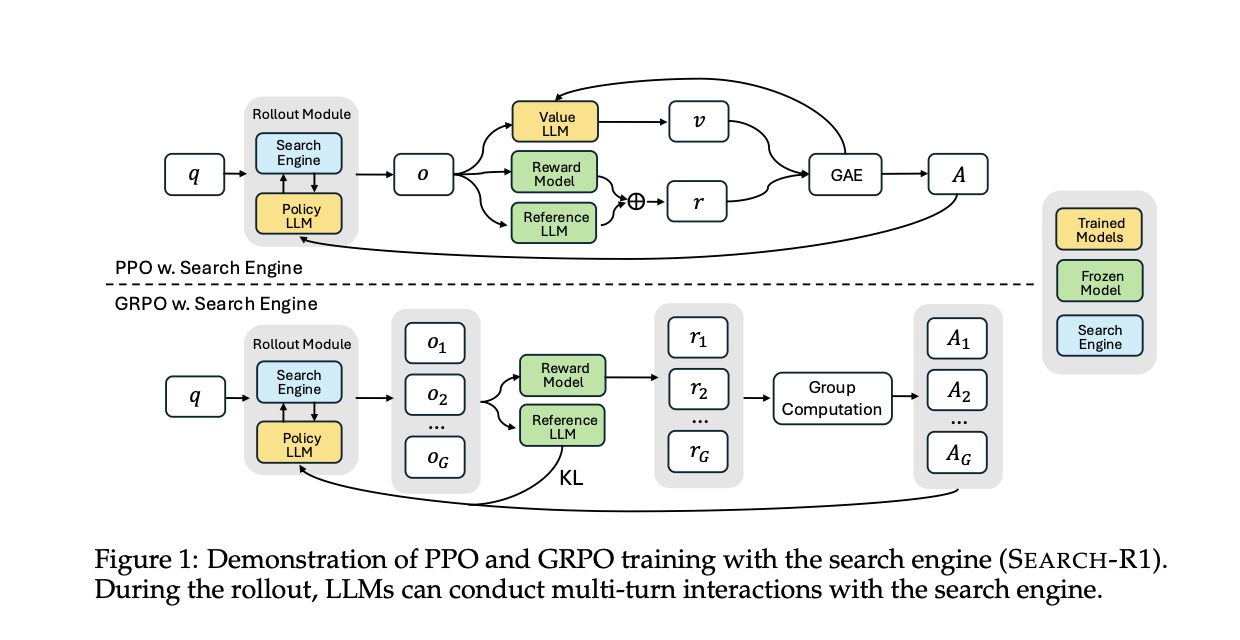 Rollout Module
Search
Engine
Policy
LLM
q
o
Value
LLM
Reward
Model
Reference
LLM
v
⊕
r
GAE
A
PPO w. Search Engine
GRPO w. Search Engine
Rollout Module
Search
Engine
Policy
LLM
q
o₁
o₂
...
o_G
Reward
Model
Reference
LLM
KL
r₁
r₂
...
r_G
Group
Computation
A₁
A₂
...
A_G
Trained
Models
Frozen
Model
Search
Engine
Figure 1: Demonstration of PPO and GRPO training with the search engine (SEARCH-R1).
During the rollout, LLMs can conduct multi-turn interactions with the search engine.